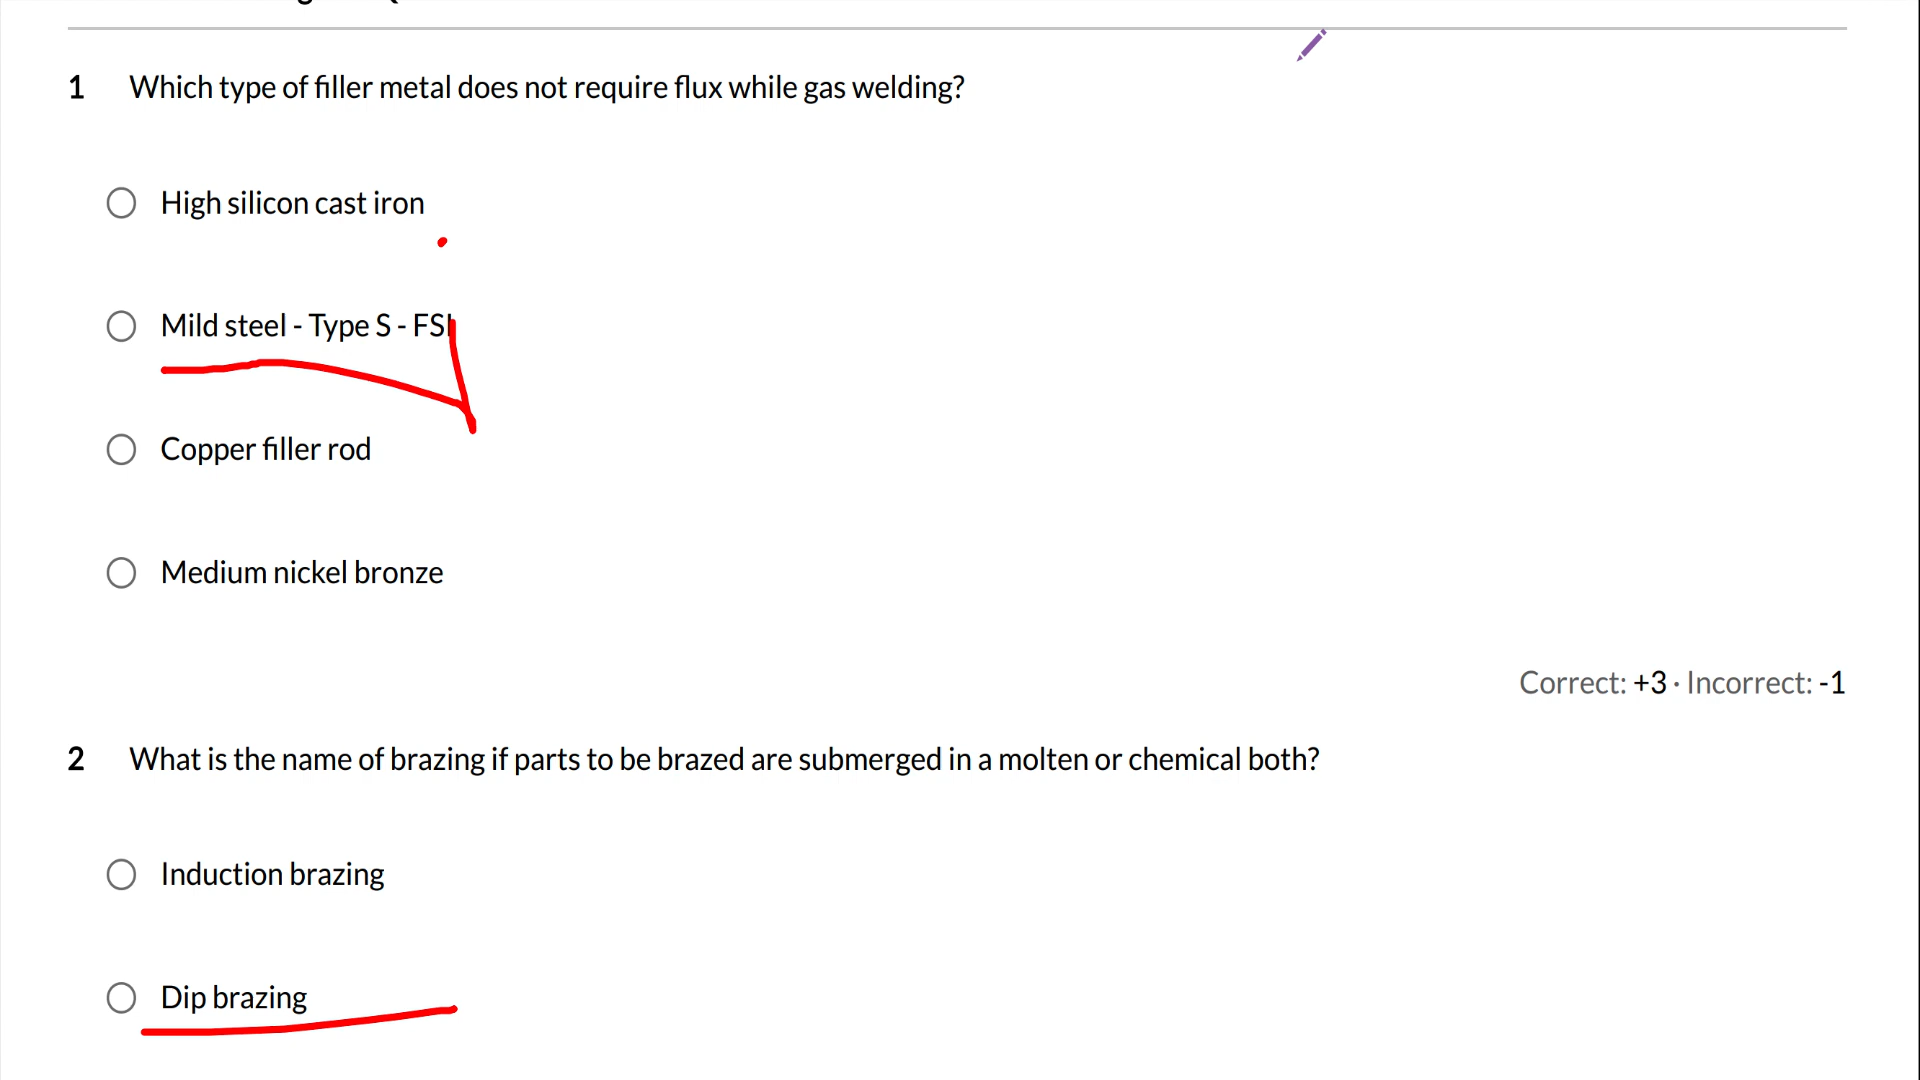 1 Which type of filler metal does not require flux while gas welding?
High silicon cast iron
Mild steel - Type S - FSI
Copper filler rod
Medium nickel bronze
Correct: +3 · Incorrect: -1
2 What is the name of brazing if parts to be brazed are submerged in a molten or chemical both?
Induction brazing
Dip brazing